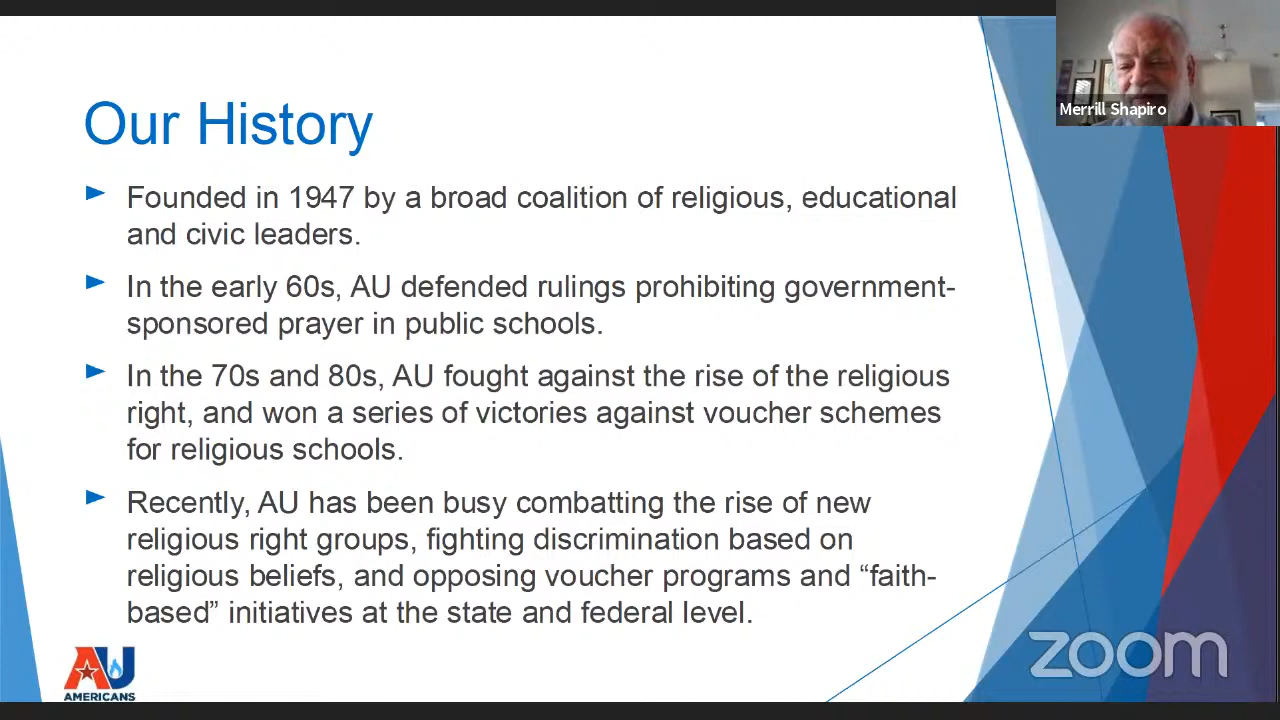 Merrill Shapiro
Our History
Founded in 1947 by a broad coalition of religious, educational
and civic leaders.
In the early 60s, AU defended rulings prohibiting government-
sponsored prayer in public schools.
In the 70s and 80s, AU fought against the rise of the religious
right, and won a series of victories against voucher schemes
for religious schools.
Recently, AU has been busy combatting the rise of new
religious right groups, fighting discrimination based on
religious beliefs, and opposing voucher programs and “faith-
based” initiatives at the state and federal level.
AU
AMERICANS
zoom